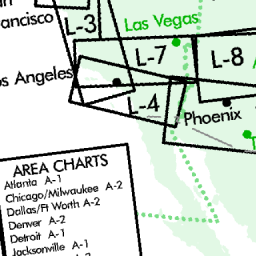 L-3
Las Vegas
L-7
L-8
L-4
Phoenix
AREA CHARTS
Atlanta A-1
Chicago/Milwaukee A-2
Dallas/Ft Worth A-2
Denver A-2
Detroit A-1
Jacksonville A-1
os Angeles
ancisco